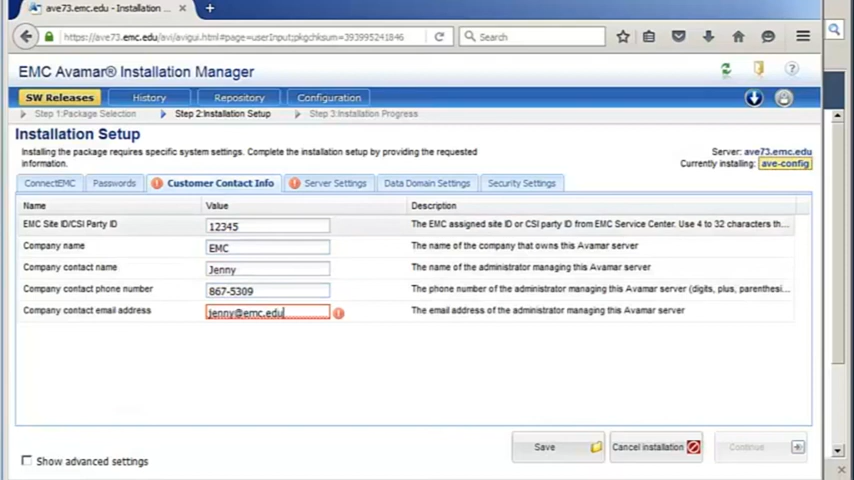 ave73.emc.edu - Installation ...
https://ave73.emc.edu/avi/avigui.html#page=userInput;pkgchksum=393995241846
Search
EMC Avamar® Installation Manager
SW Releases
History
Repository
Configuration
Step 1:Package Selection
Step 2:Installation Setup
Step 3:Installation Progress
Installation Setup
Installing the package requires specific system settings. Complete the installation setup by providing the requested
information.
Server: ave73.emc.edu
Currently installing: ave-config
ConnectEMC
Passwords
Customer Contact Info
Server Settings
Data Domain Settings
Security Settings
Name Value Description
EMC Site ID/CSI Party ID 12345 The EMC assigned site ID or CSI party ID from EMC Service Center. Use 4 to 32 characters th...
Company name EMC The name of the company that owns this Avamar server
Company contact name Jenny The name of the administrator managing this Avamar server
Company contact phone number 867-5309 The phone number of the administrator managing this Avamar server (digits, plus, parenthesi...
Company contact email address jenny@emc.edu The email address of the administrator managing this Avamar server
Save
Cancel installation
Continue
Show advanced settings